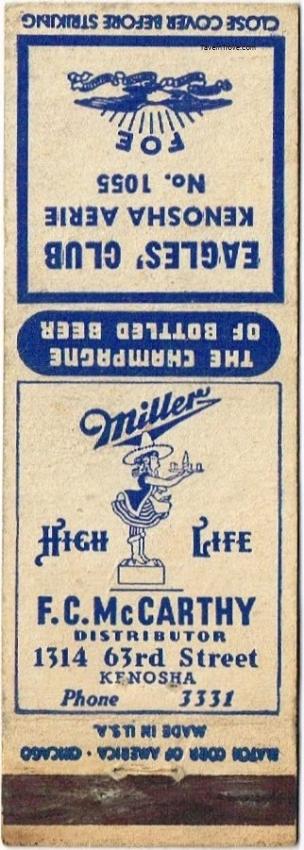 THE CHAMPAGNE
OF BOTTLED BEER
EAGLES' CLUB
KENOSHA AERIE
No. 1055
FOE
CLOSE COVER BEFORE STRIKING
Miller
HIGH LIFE
F.C. McCARTHY
DISTRIBUTOR
1314 63rd Street
KENOSHA
Phone 3331
MATCH CORP. OF AMERICA • CHICAGO
MADE IN U.S.A.